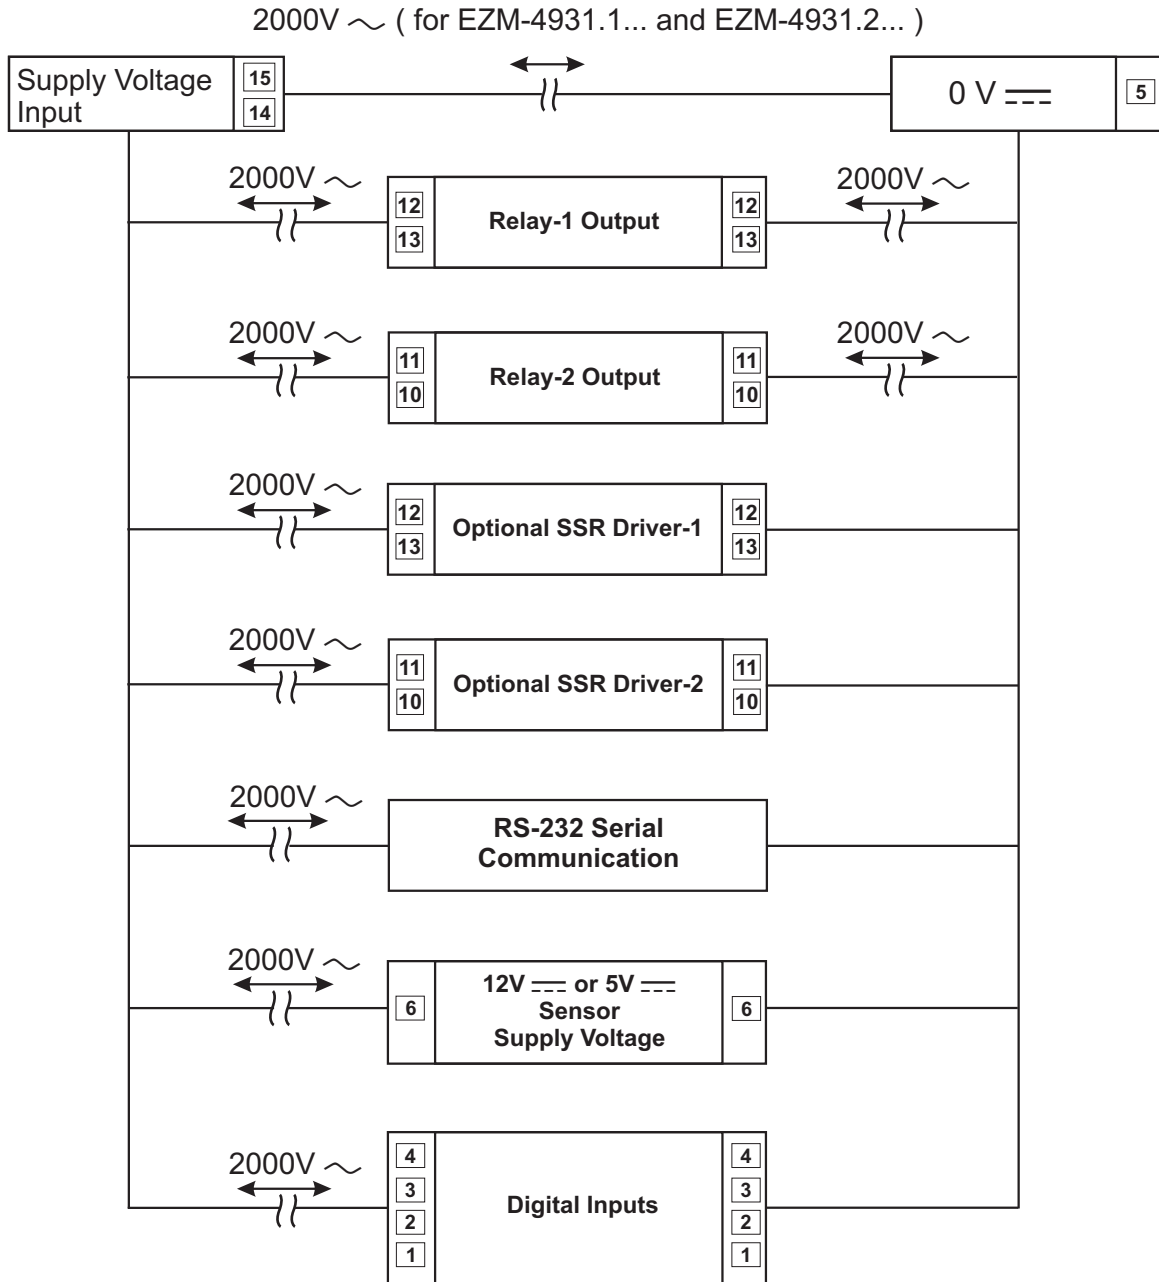 2000V ~ ( for EZM-4931.1... and EZM-4931.2... )
Supply Voltage
Input
15
14
0 V
5
2000V ~
12
13
Relay-1 Output
12
13
2000V ~
2000V ~
11
10
Relay-2 Output
11
10
2000V ~
2000V ~
12
13
Optional SSR Driver-1
12
13
2000V ~
11
10
Optional SSR Driver-2
11
10
2000V ~
RS-232 Serial
Communication
2000V ~
6
12V or 5V
Sensor
Supply Voltage
6
2000V ~
4
3
2
1
Digital Inputs
4
3
2
1